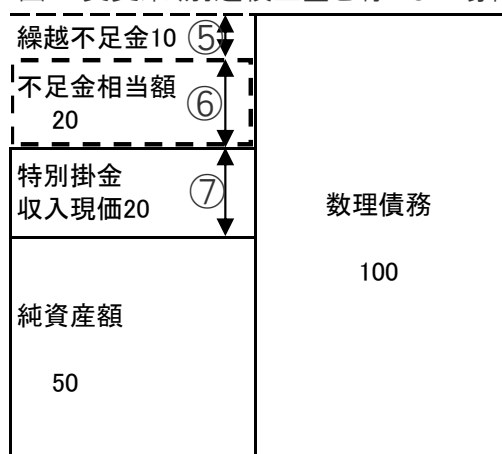 繰越不足金10 ⑤
不足金相当額
20
⑥
特別掛金
収入現価20
⑦
数理債務
100
純資産額
50